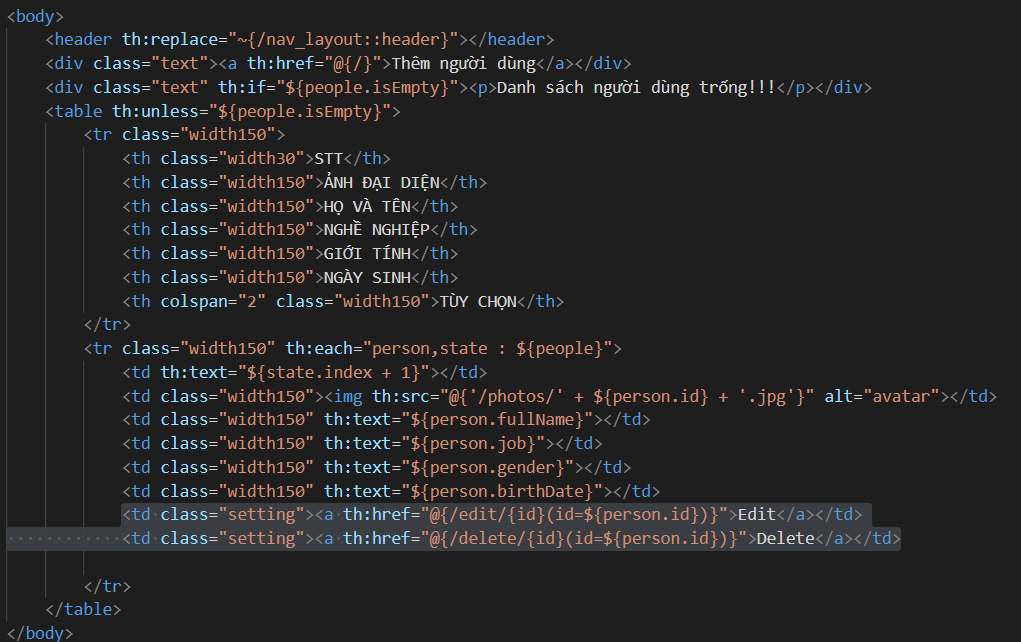 <body>
<header th:replace="~{/nav_layout::header}"></header>
<div class="text"><a th:href="@{/}">Thêm người dùng</a></div>
<div class="text" th:if="${people.isEmpty}"><p>Danh sách người dùng trống!!!</p></div>
<table th:unless="${people.isEmpty}">
<tr class="width150">
<th class="width30">STT</th>
<th class="width150">ẢNH ĐẠI DIỆN</th>
<th class="width150">HỌ VÀ TÊN</th>
<th class="width150">NGHỀ NGHIỆP</th>
<th class="width150">GIỚI TÍNH</th>
<th class="width150">NGÀY SINH</th>
<th colspan="2" class="width150">TÙY CHỌN</th>
</tr>
<tr class="width150" th:each="person,state : ${people}">
<td th:text="${state.index + 1}"></td>
<td class="width150"><img th:src="@{'/photos/' + ${person.id} + '.jpg'}" alt="avatar"></td>
<td class="width150" th:text="${person.fullName}"></td>
<td class="width150" th:text="${person.job}"></td>
<td class="width150" th:text="${person.gender}"></td>
<td class="width150" th:text="${person.birthDate}"></td>
<td class="setting"><a th:href="@{/edit/{id}(id=${person.id})}">Edit</a></td>
<td class="setting"><a th:href="@{/delete/{id}(id=${person.id})}">Delete</a></td>
</tr>
</table>
</body>